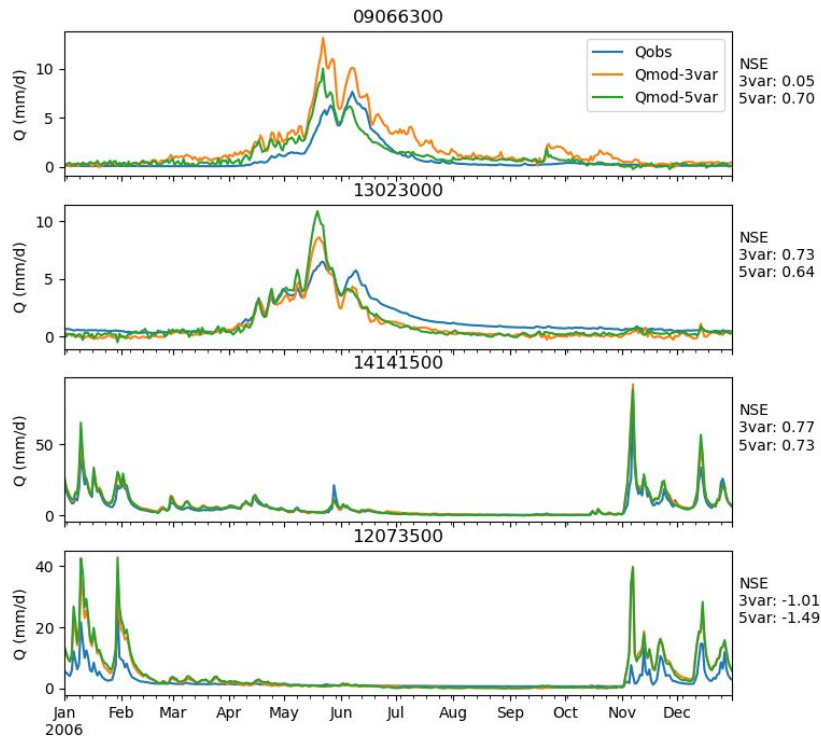 09066300
Q (mm/d)
10
5
0
Qobs
Qmod-3var
Qmod-5var
NSE
3var: 0.05
5var: 0.70
13023000
Q (mm/d)
10
5
0
NSE
3var: 0.73
5var: 0.64
14141500
Q (mm/d)
50
0
NSE
3var: 0.77
5var: 0.73
12073500
Q (mm/d)
40
20
0
NSE
3var: -1.01
5var: -1.49
Jan Feb Mar Apr May Jun Jul Aug Sep Oct Nov Dec
2006